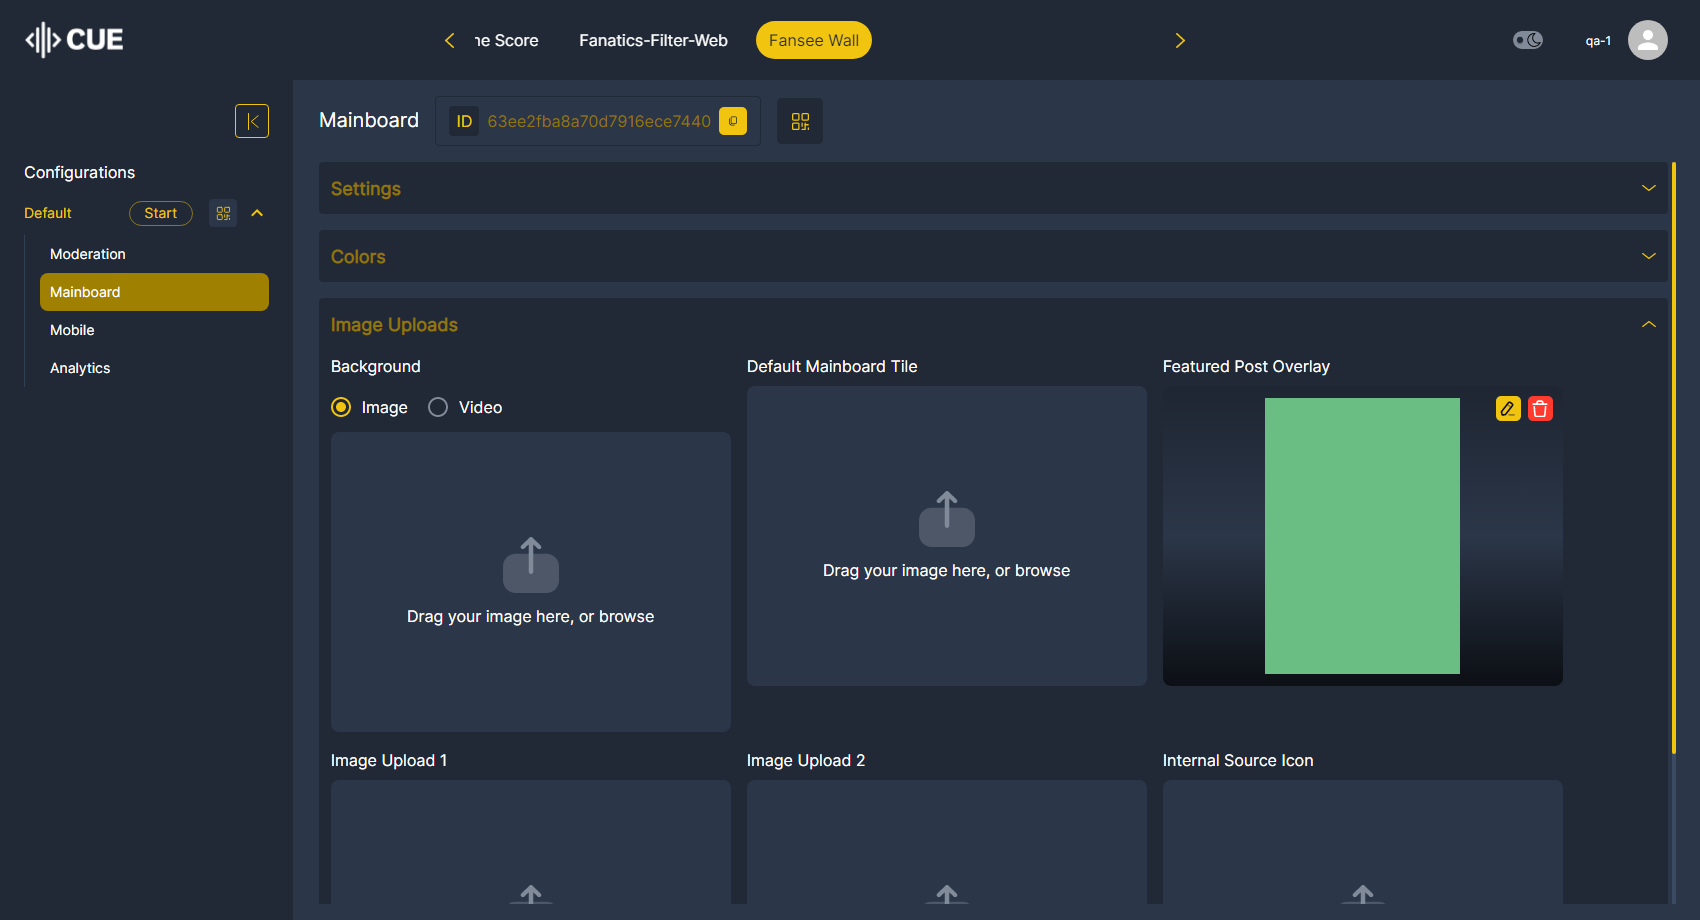 CUE
ne Score
Fanatics-Filter-Web
Fansee Wall
qa-1
Configurations
Default
Start
Moderation
Mainboard
Mobile
Analytics
Mainboard
ID
63ee2fba8a70d7916ece7440
Settings
Colors
Image Uploads
Background
Image
Video
Drag your image here, or browse
Default Mainboard Tile
Drag your image here, or browse
Featured Post Overlay
Image Upload 1
Image Upload 2
Internal Source Icon